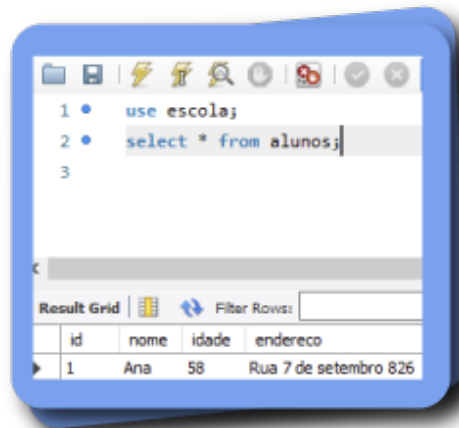 1 use escola;
2 select * from alunos;
3
Result Grid Filter Rows:
id nome idade endereco
1 Ana 58 Rua 7 de setembro 826